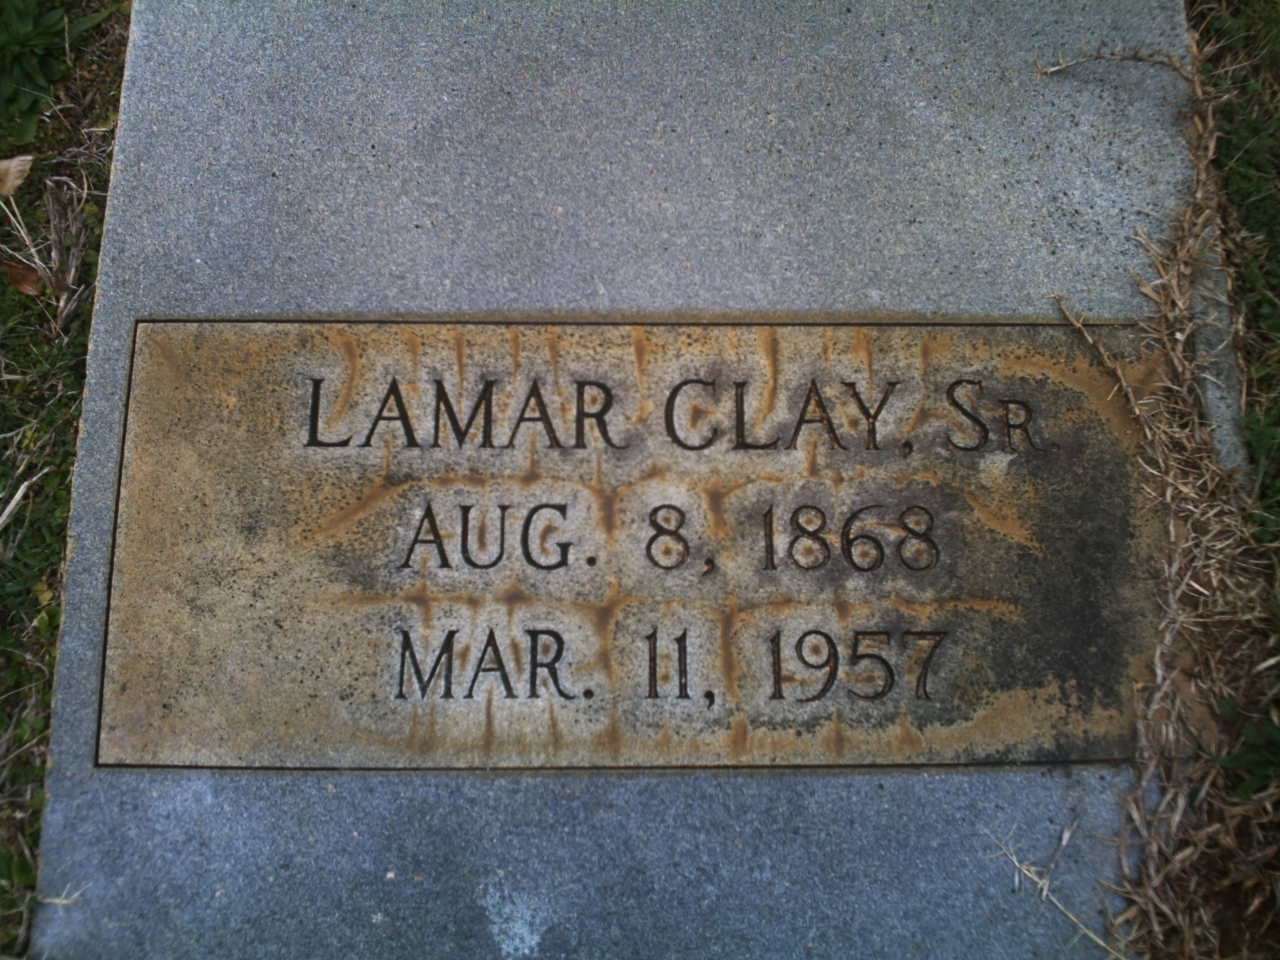 LAMAR CLAY, SR.
AUG. 8, 1868
MAR. 11, 1957